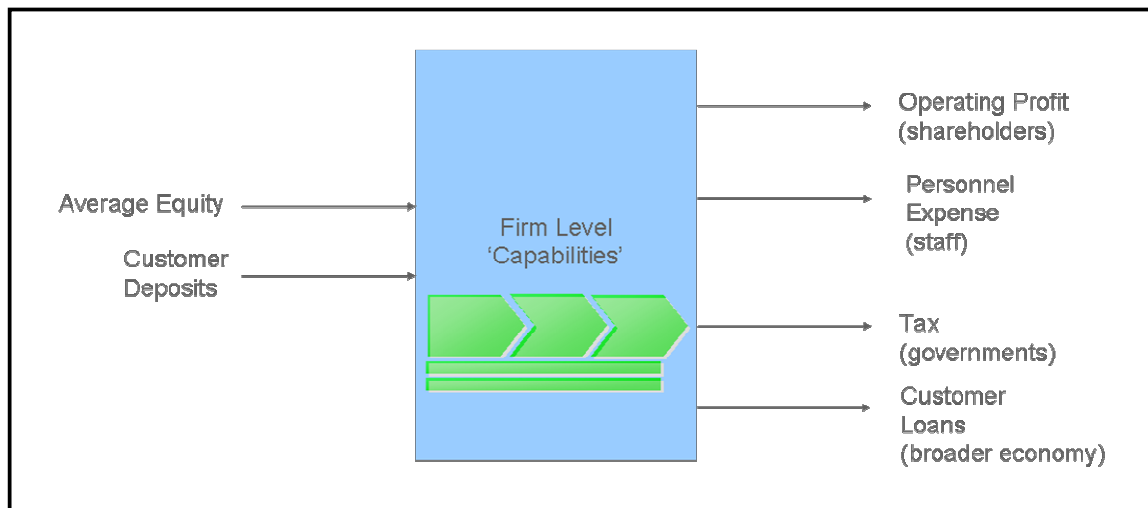 Average Equity
Customer
Deposits
Firm Level
‘Capabilities’
Operating Profit
(shareholders)
Personnel
Expense
(staff)
Tax
(governments)
Customer
Loans
(broader economy)